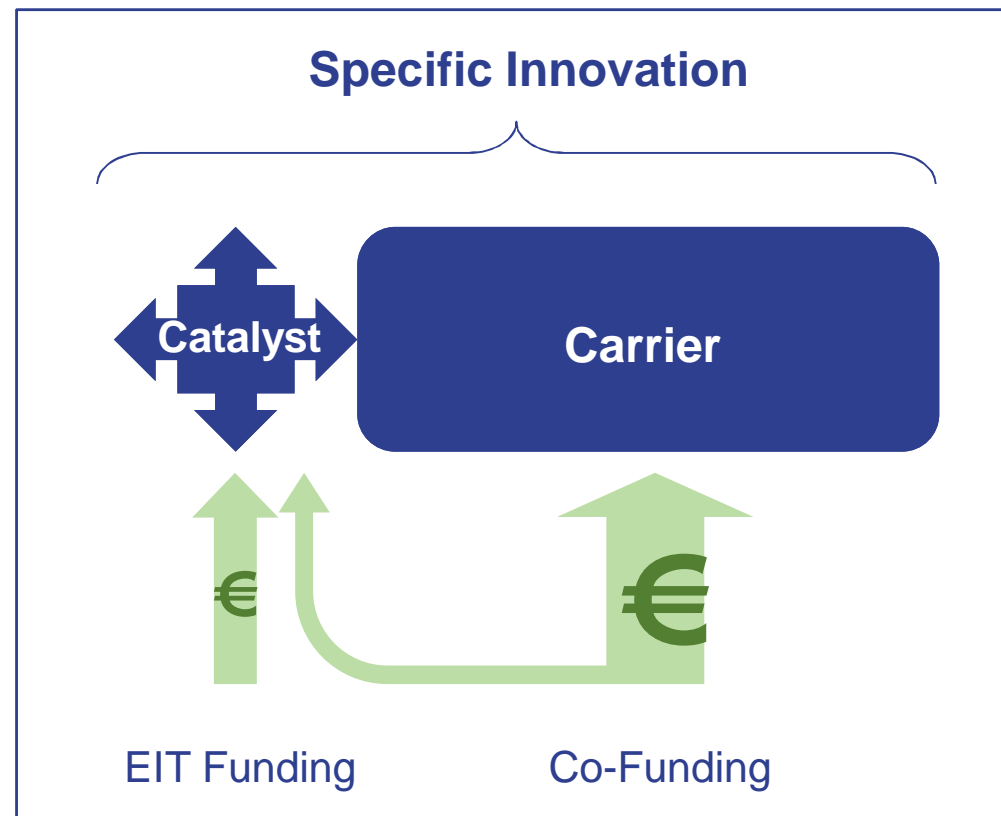 Specific Innovation
Catalyst
Carrier
€
€
EIT Funding
Co-Funding